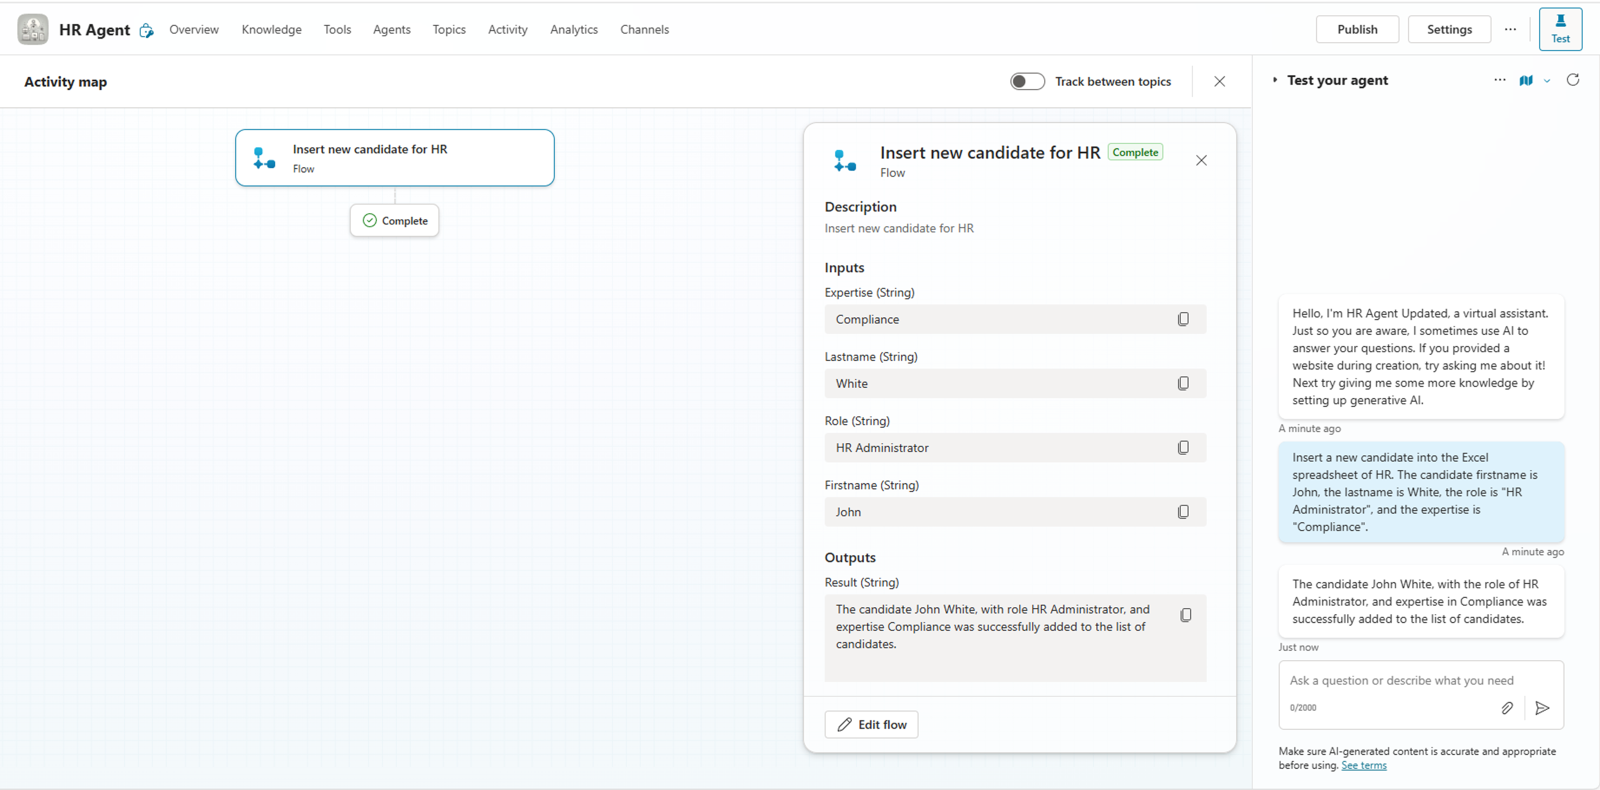 HR Agent
Overview
Knowledge
Tools
Agents
Topics
Activity
Analytics
Channels
Publish
Settings
Test
Activity map
Track between topics
Insert new candidate for HR
Flow
Complete
Insert new candidate for HR
Complete
Flow
Description
Insert new candidate for HR
Inputs
Expertise (String)
Compliance
Lastname (String)
White
Role (String)
HR Administrator
Firstname (String)
John
Outputs
Result (String)
The candidate John White, with role HR Administrator, and
expertise Compliance was successfully added to the list of
candidates.
Edit flow
Test your agent
Hello, I'm HR Agent Updated, a virtual assistant.
Just so you are aware, I sometimes use AI to
answer your questions. If you provided a
website during creation, try asking me about it!
Next try giving me some more knowledge by
setting up generative AI.
A minute ago
Insert a new candidate into the Excel
spreadsheet of HR. The candidate firstname is
John, the lastname is White, the role is "HR
Administrator", and the expertise is
"Compliance".
A minute ago
The candidate John White, with the role of HR
Administrator, and expertise in Compliance was
successfully added to the list of candidates.
Just now
Ask a question or describe what you need
0/2000
Make sure AI-generated content is accurate and appropriate
before using. See terms